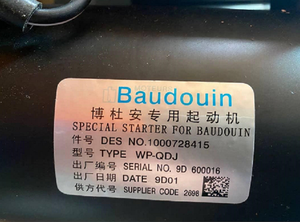 Baudouin
博杜安专用起动机
SPECIAL STARTER FOR BAUDOUIN
件号 DES NO.1000728415
型号 TYPE WP-QDJ
出厂编号 SERIAL NO. 9D 600016
出厂日期 DATE 9D01
供方代号 SUPPLIER CODE 2698